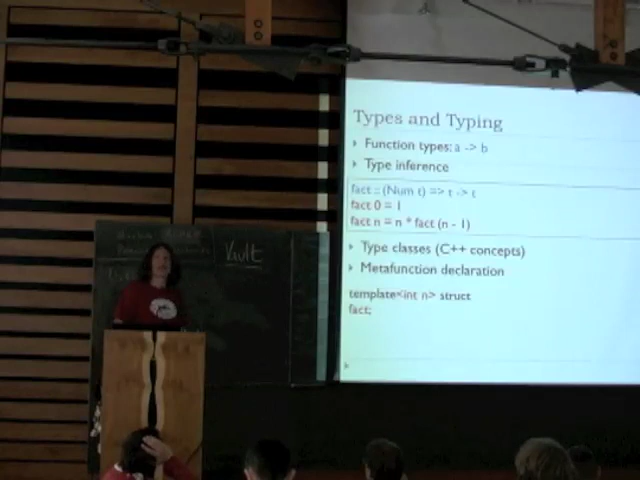 Types and Typing
Function types: a -> b
Type inference
fact :: (Num t) => t -> t
fact 0 = 1
fact n = n * fact (n - 1)
Type classes (C++ concepts)
Metafunction declaration
template<int n> struct
fact;
Vault